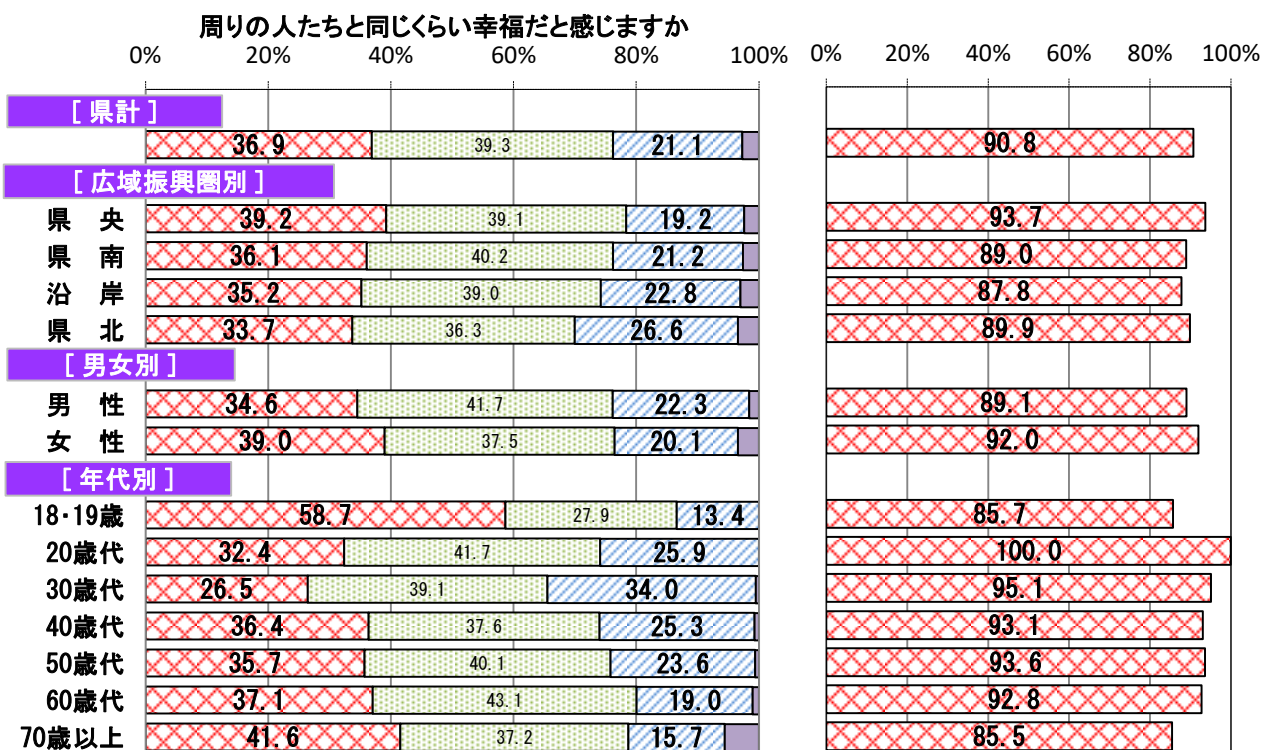 周りの人たちと同じくらい幸福だと感じますか
0% 20% 40% 60% 80% 100%
0% 20% 40% 60% 80% 100%
[ 県計 ]
36.9 39.3 21.1 90.8
[ 広域振興圏別 ]
県 央 39.2 39.1 19.2 93.7
県 南 36.1 40.2 21.2 89.0
沿 岸 35.2 39.0 22.8 87.8
県 北 33.7 36.3 26.6 89.9
[ 男女別 ]
男 性 34.6 41.7 22.3 89.1
女 性 39.0 37.5 20.1 92.0
[ 年代別 ]
18・19歳 58.7 27.9 13.4 85.7
20歳代 32.4 41.7 25.9 100.0
30歳代 26.5 39.1 34.0 95.1
40歳代 36.4 37.6 25.3 93.1
50歳代 35.7 40.1 23.6 93.6
60歳代 37.1 43.1 19.0 92.8
70歳以上 41.6 37.2 15.7 85.5